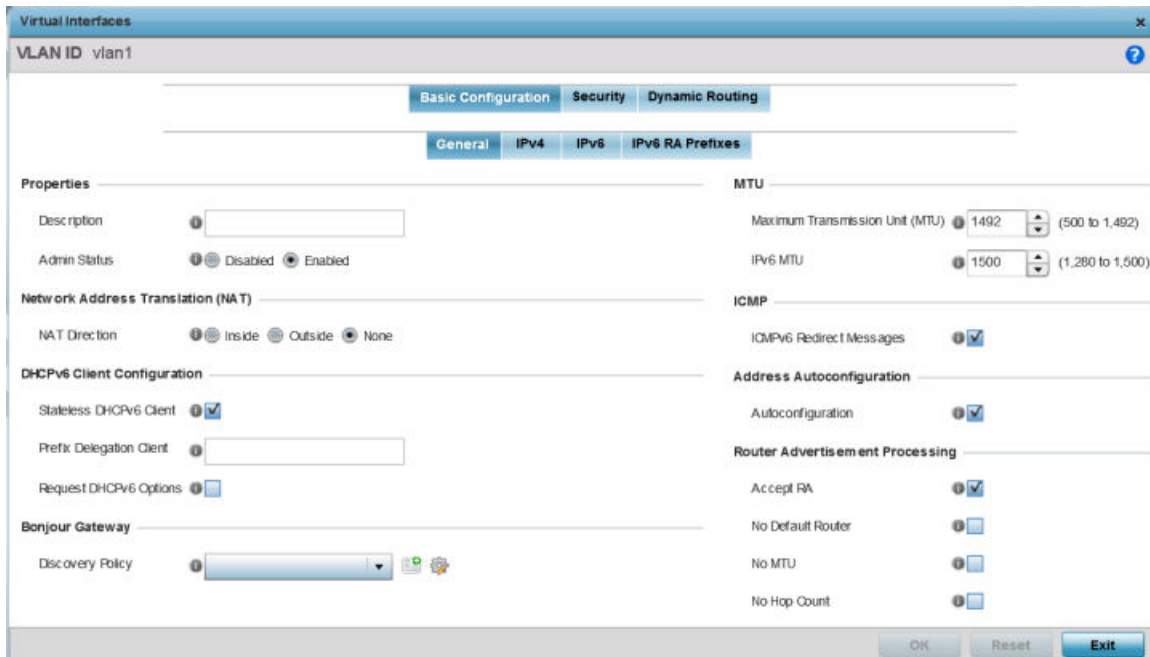 Virtual Interfaces
VLAN ID vlan1
Basic Configuration Security Dynamic Routing
General IPv4 IPv6 IPv6 RA Prefixes
Properties
Description
Admin Status Disabled Enabled
Network Address Translation (NAT)
NAT Direction Inside Outside None
DHCPv6 Client Configuration
Stateless DHCPv6 Client
Prefix Delegation Client
Request DHCPv6 Options
Bonjour Gateway
Discovery Policy
MTU
Maximum Transmission Unit (MTU) 1492 (500 to 1,492)
IPv6 MTU 1500 (1,280 to 1,500)
ICMP
ICMPv6 Redirect Messages
Address Autoconfiguration
Autoconfiguration
Router Advertisement Processing
Accept RA
No Default Router
No MTU
No Hop Count
OK Reset Exit